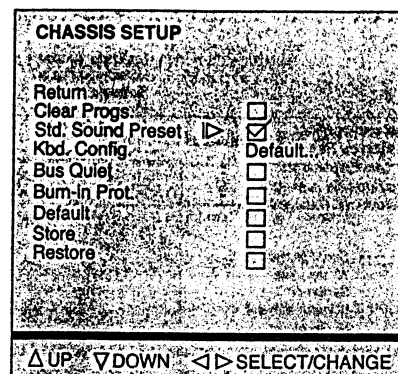 CHASSIS SETUP
Return
Clear Progs.
Std. Sound Preset
Kbd. Config. Default...
Bus Quiet
Burn-in Prot.
Default
Store
Restore
△ UP ▽ DOWN ◁ ▷ SELECT/CHANGE